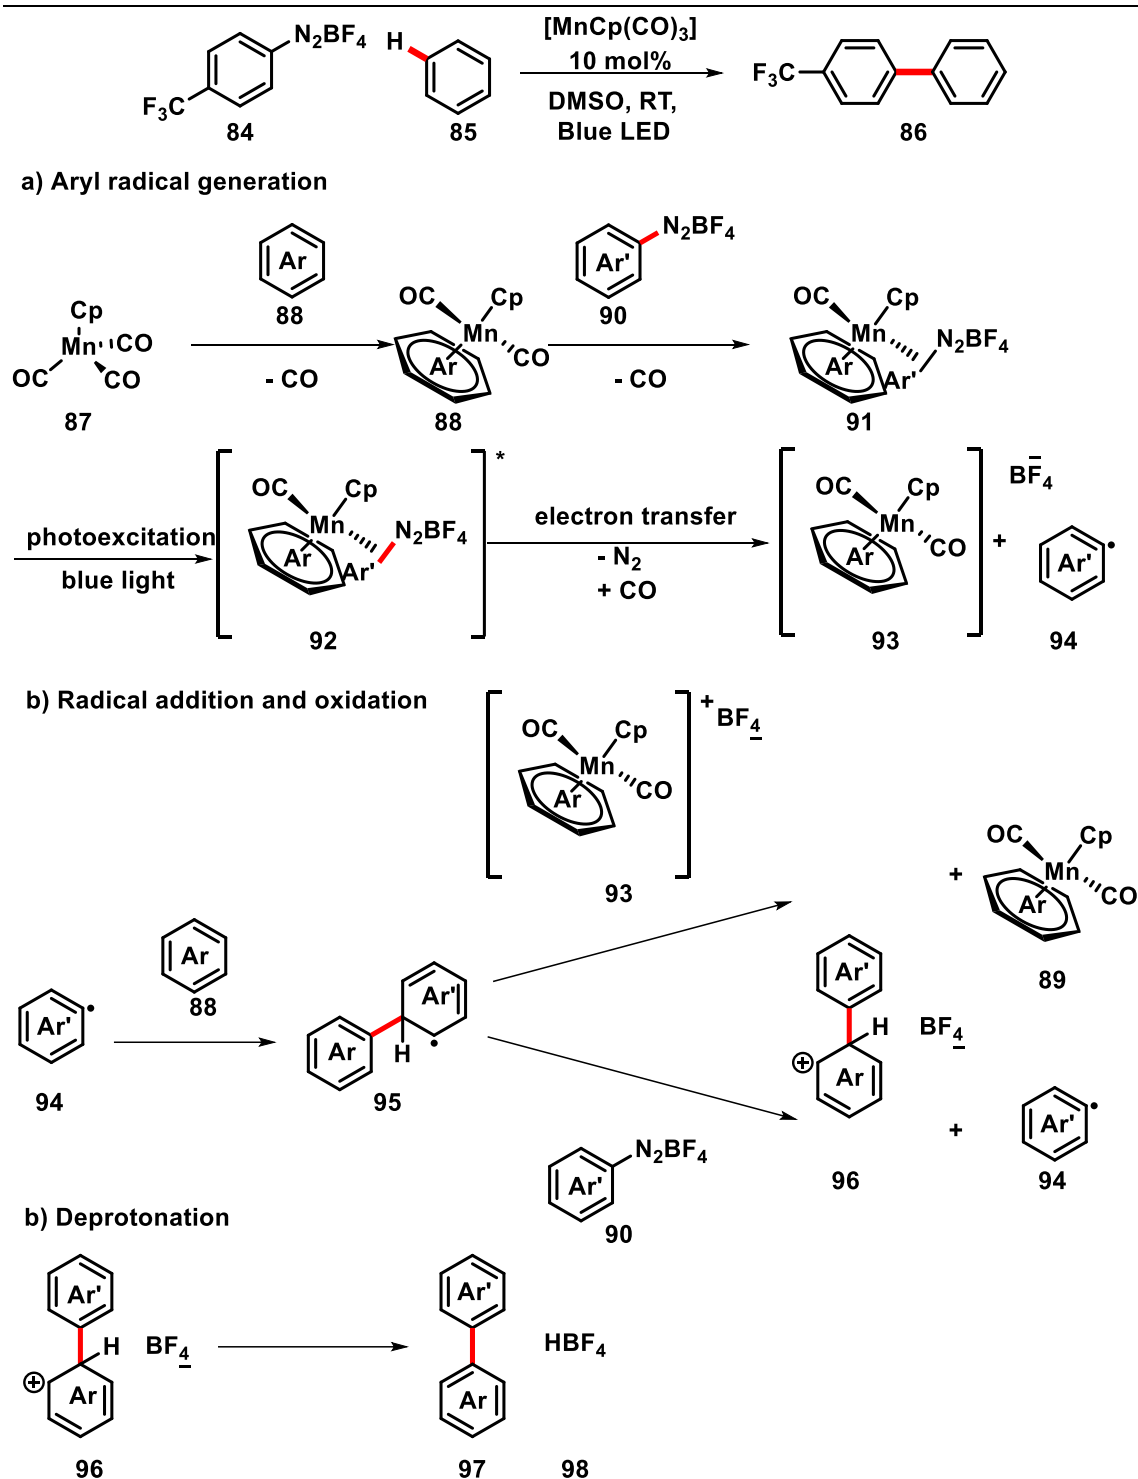 N2BF4
H
[MnCp(CO)3]
10 mol%
F3C
F3C
DMSO, RT,
84
85
Blue LED
86
a) Aryl radical generation
N2BF4
Ar
Ar'
Cp
OC
Cp
OC
Cp
88
90
Mn
CO
Mn
Mn
N2BF4
OC
CO
CO
Ar
- CO
Ar
- CO
Ar'
87
88
91
*
BF4
OC
Cp
OC
Cp
photoexcitation
Mn
N2BF4
electron transfer
Mn
+
Ar
- N2
CO
blue light
Ar'
+ CO
Ar
Ar'
92
93
94
b) Radical addition and oxidation
+
BF4
OC
Cp
Mn
Ar
CO
OC
Cp
93
+
Mn
Ar
CO
Ar
Ar'
89
88
Ar'
Ar'
H
BF4
Ar
H
⊕
Ar
94
95
Ar'
+
N2BF4
Ar'
96
94
b) Deprotonation
90
Ar'
Ar'
H
BF4
HBF4
⊕
Ar
Ar
96
97
98